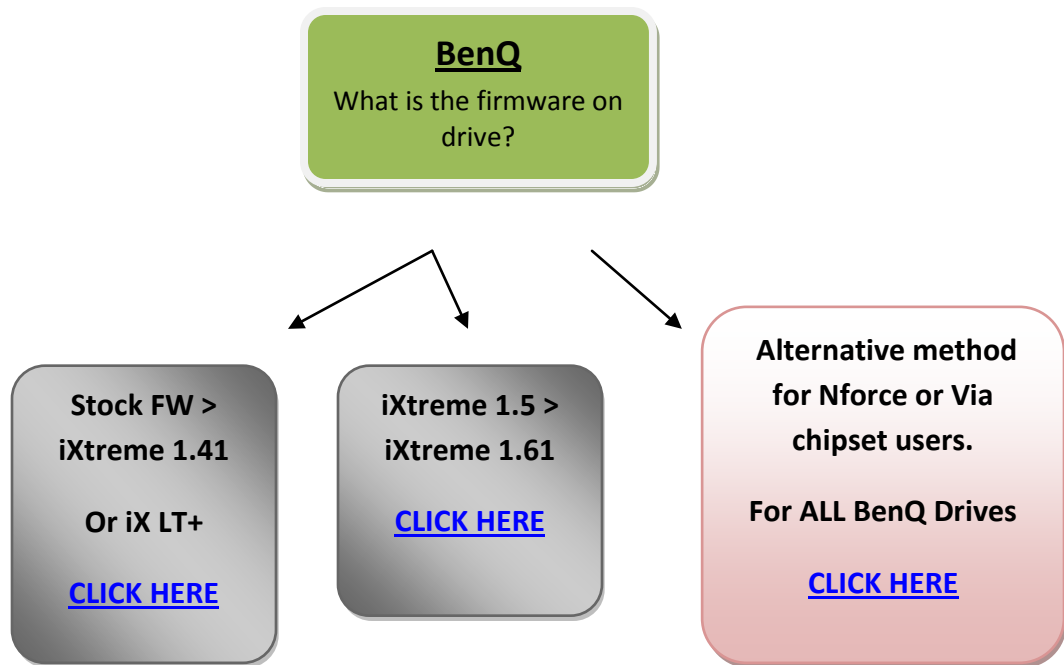 BenQ
What is the firmware on
drive?
Stock FW >
iXtreme 1.41
Or iX LT+
CLICK HERE
iXtreme 1.5 >
iXtreme 1.61
CLICK HERE
Alternative method
for Nforce or Via
chipset users.
For ALL BenQ Drives
CLICK HERE